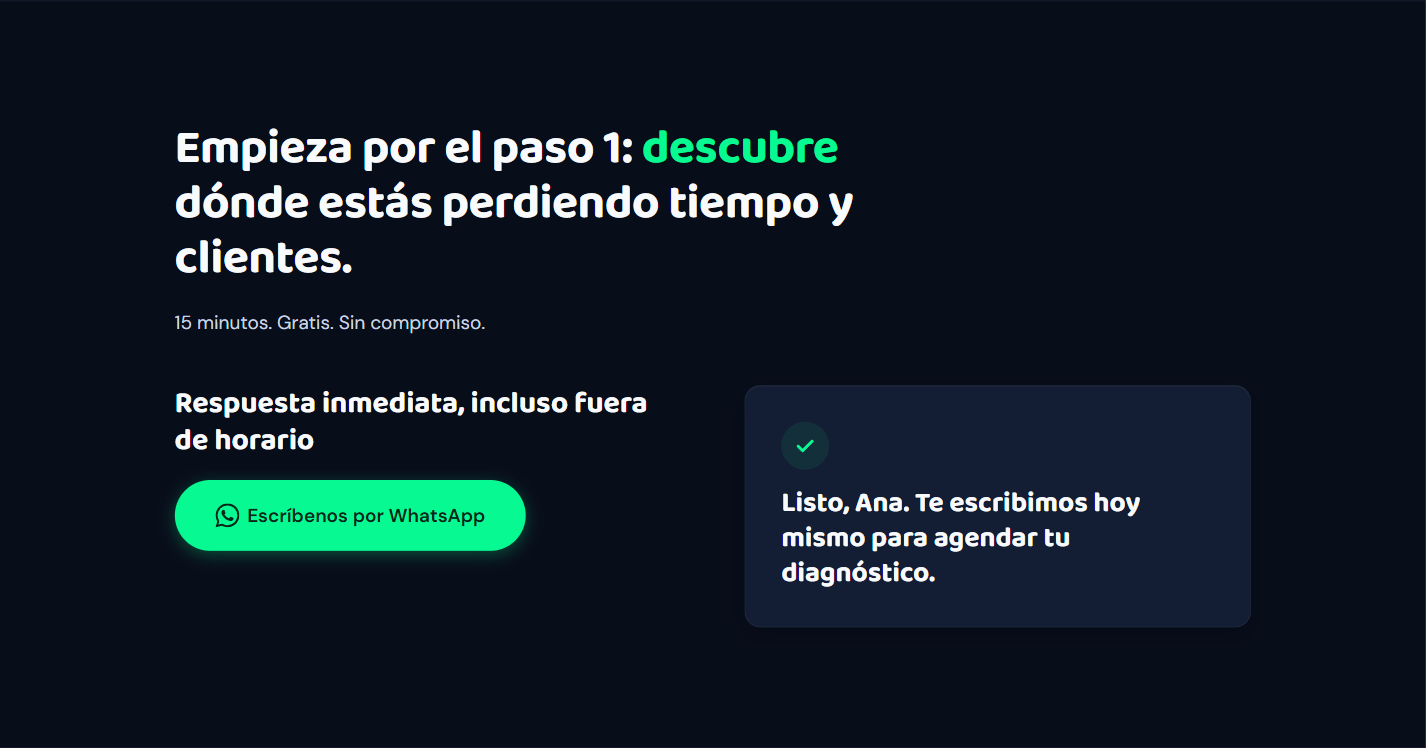 Empieza por el paso 1: descubre
dónde estás perdiendo tiempo y
clientes.
15 minutos. Gratis. Sin compromiso.
Respuesta inmediata, incluso fuera
de horario
Escríbenos por WhatsApp
Listo, Ana. Te escribimos hoy
mismo para agendar tu
diagnóstico.